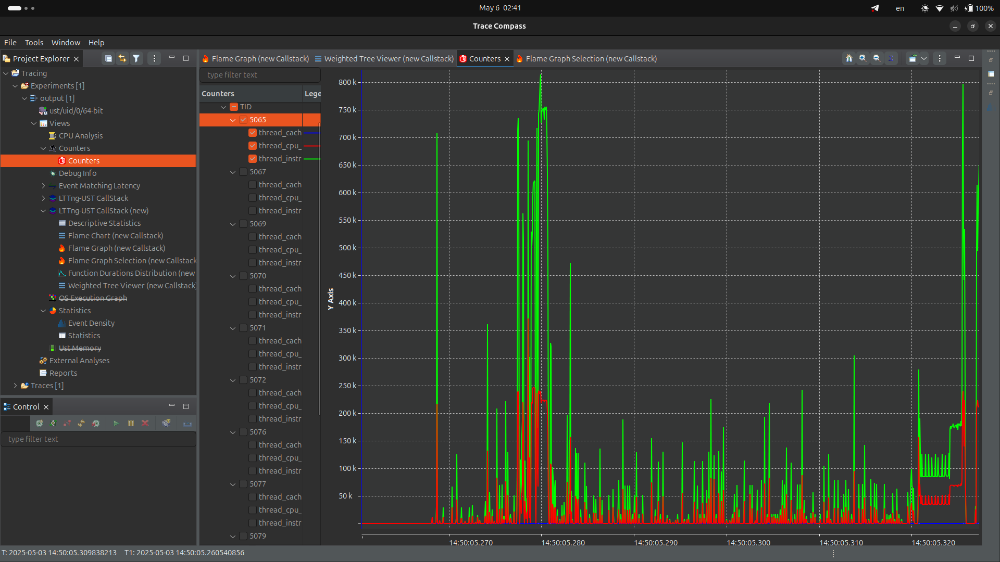 May 6  02:41
en
100%
Trace Compass
File Tools Window Help
Project Explorer
Tracing
Experiments [1]
output [1]
ust/uid/0/64-bit
Views
CPU Analysis
Counters
Counters
Debug Info
Event Matching Latency
LTTng-UST CallStack
LTTng-UST CallStack (new)
Descriptive Statistics
Flame Chart (new Callstack)
Flame Graph (new Callstack)
Flame Graph Selection (new Callstack
Function Durations Distribution (new
Weighted Tree Viewer (new Callstack)
OS Execution Graph
Statistics
Event Density
Statistics
Ust Memory
External Analyses
Reports
Traces [1]
Control
type filter text
Flame Graph (new Callstack) Weighted Tree Viewer (new Callstack) Counters Flame Graph Selection (new Callstack)
type filter text
Counters Lege
TID
5065
thread_cach
thread_cpu_
thread_instr
5067
thread_cach
thread_cpu_
thread_instr
5069
thread_cach
thread_cpu_
thread_instr
5070
thread_cach
thread_cpu_
thread_instr
5071
thread_cach
thread_cpu_
thread_instr
5072
thread_cach
thread_cpu_
thread_instr
5076
thread_cach
thread_cpu_
thread_instr
5077
thread_cach
thread_cpu_
thread_instr
5079
Y Axis
800 k
750 k
700 k
650 k
600 k
550 k
500 k
450 k
400 k
350 k
300 k
250 k
200 k
150 k
100 k
50 k
14:50:05.270 14:50:05.280 14:50:05.290 14:50:05.300 14:50:05.310 14:50:05.320
T: 2025-05-03 14:50:05.309838213 T1: 2025-05-03 14:50:05.260540856